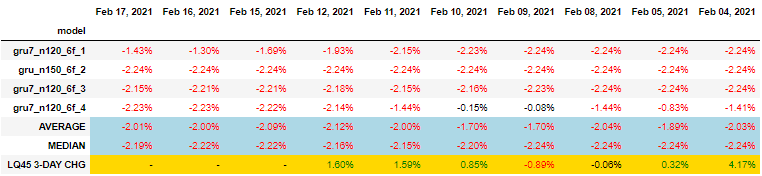 Feb 17, 2021 Feb 16, 2021 Feb 15, 2021 Feb 12, 2021 Feb 11, 2021 Feb 10, 2021 Feb 09, 2021 Feb 08, 2021 Feb 05, 2021 Feb 04, 2021
model
gru7_n120_6f_1 -1.43% -1.30% -1.69% -1.93% -2.15% -2.23% -2.24% -2.24% -2.24% -2.24%
gru_n150_6f_2 -2.24% -2.24% -2.24% -2.24% -2.24% -2.24% -2.24% -2.24% -2.24% -2.24%
gru7_n120_6f_3 -2.15% -2.21% -2.21% -2.18% -2.15% -2.16% -2.23% -2.24% -2.24% -2.24%
gru7_n120_6f_4 -2.23% -2.23% -2.22% -2.14% -1.44% -0.15% -0.08% -1.44% -0.83% -1.41%
AVERAGE -2.01% -2.00% -2.09% -2.12% -2.00% -1.70% -1.70% -2.04% -1.89% -2.03%
MEDIAN -2.19% -2.22% -2.22% -2.16% -2.15% -2.20% -2.24% -2.24% -2.24% -2.24%
LQ45 3-DAY CHG - - - 1.60% 1.59% 0.85% -0.89% -0.06% 0.32% 4.17%